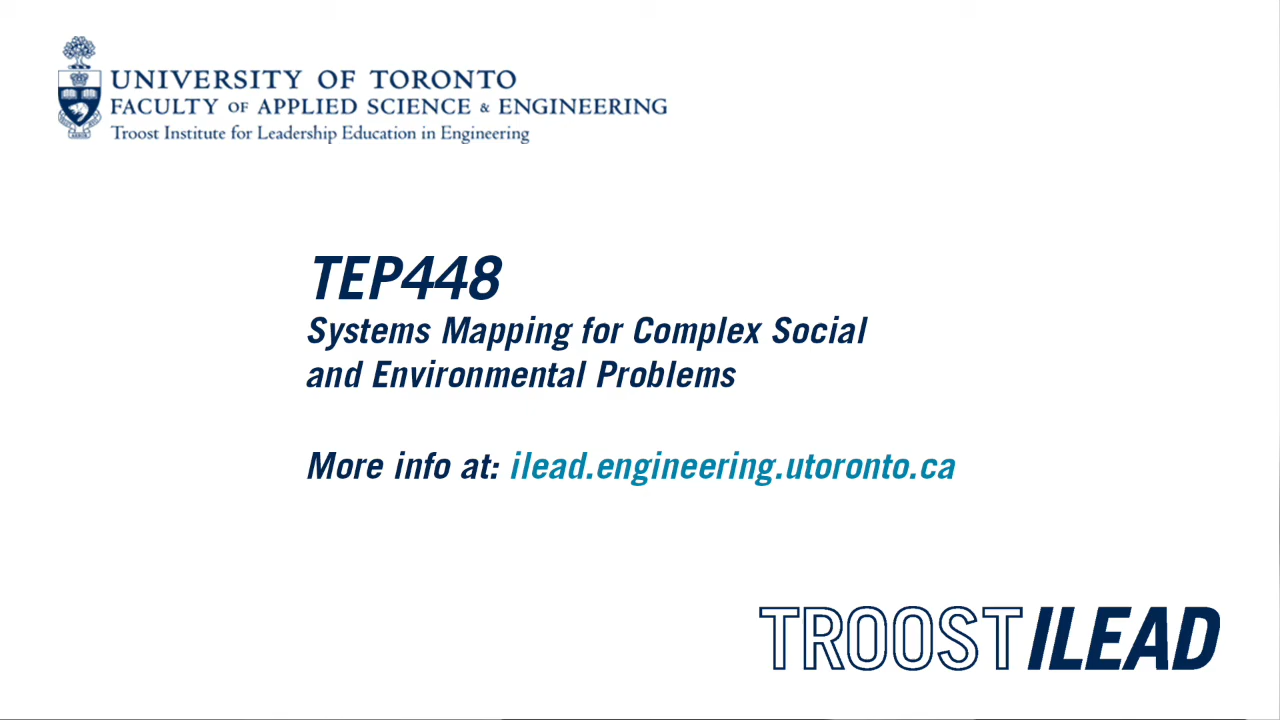 UNIVERSITY OF TORONTO
FACULTY OF APPLIED SCIENCE & ENGINEERING
Troost Institute for Leadership Education in Engineering
TEP448
Systems Mapping for Complex Social
and Environmental Problems
More info at: ilead.engineering.utoronto.ca
TROOST ILEAD